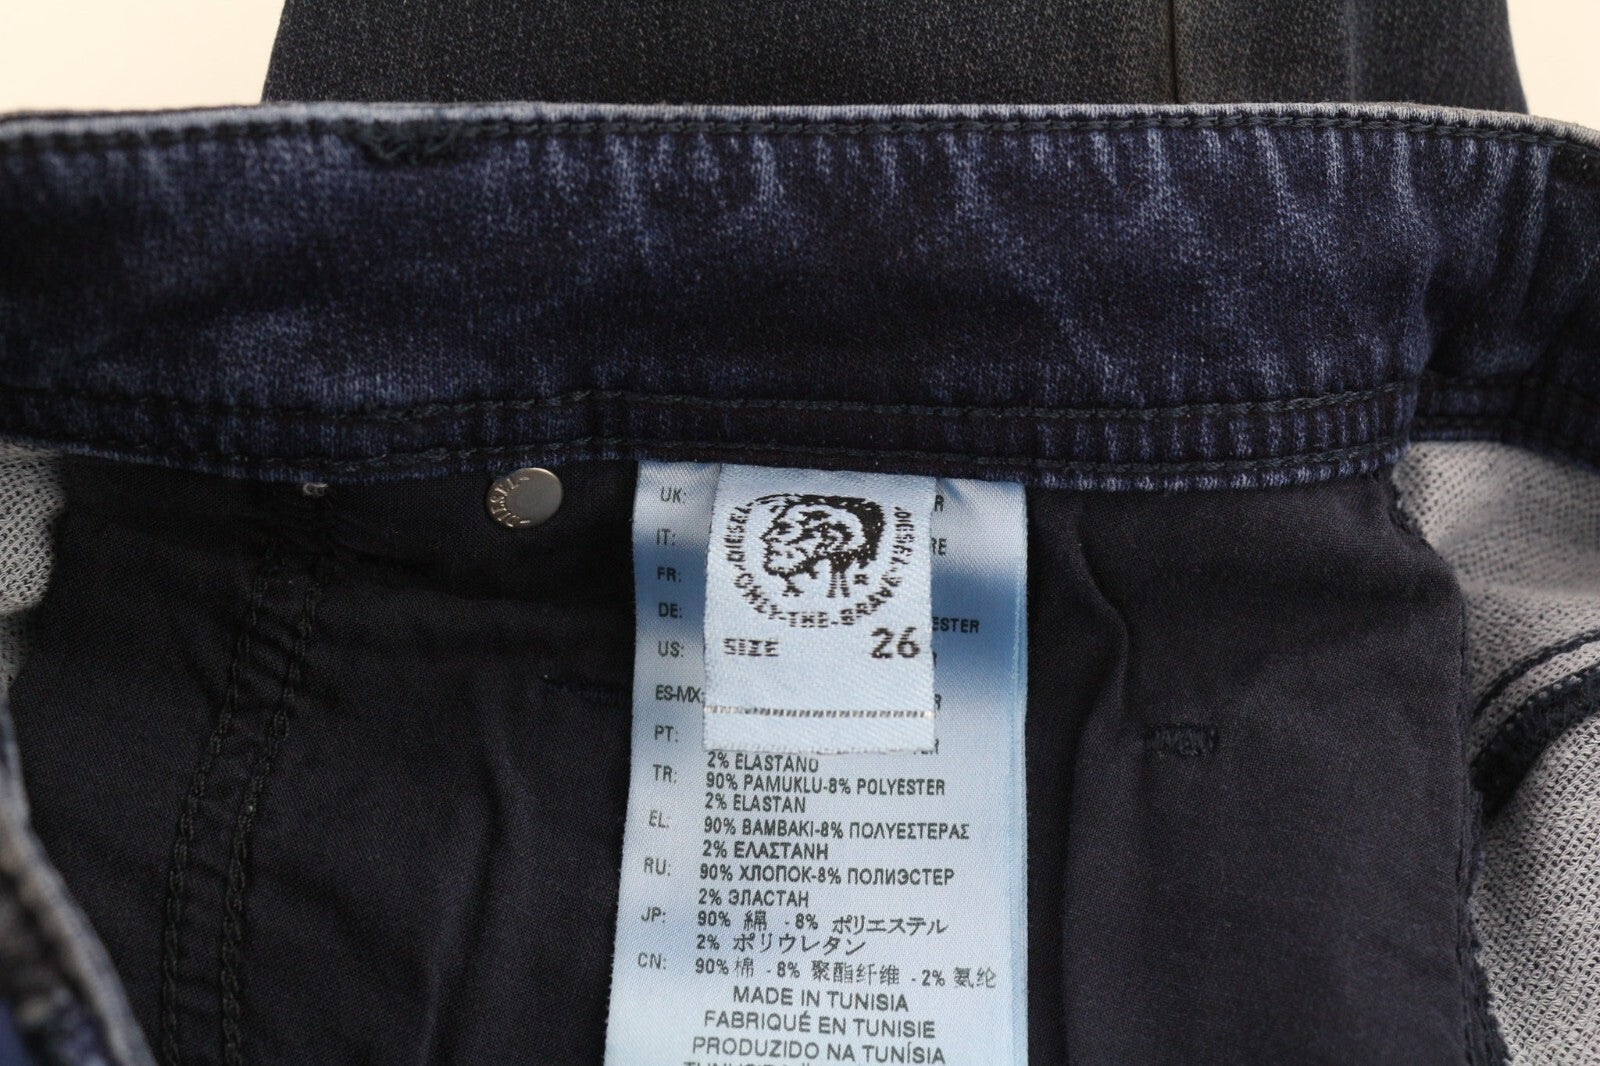 DIESEL
DIESEL
ONLY-THE-BRAVE
DIESEL INDIGO
SIZE 26
UK:
IT:
FR:
DE:
US:
ES-MX:
PT:
2% ELASTANO
TR:
90% PAMUKLU-8% POLYESTER
2% ELASTAN
EL:
90% ΒΑΜΒΑΚΙ-8% ΠΟΛΥΕΣΤΕΡΑΣ
2% ΕΛΑΣΤΑΝΗ
RU:
90% ХЛОПОК-8% ПОЛИЭСТЕР
2% ЭЛАСТАН
JP:
90% 綿 -8% ポリエステル
2% ポリウレタン
CN:
90% 棉 -8% 聚酯纤维 -2% 氨纶
MADE IN TUNISIA
FABRIQUÉ EN TUNISIE
PRODUZIDO NA TUNÍSIA